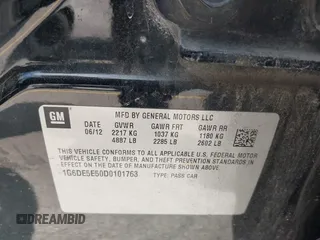 GM
MFD BY GENERAL MOTORS LLC
DATE GVWR GAWR FRT GAWR RR
06/12 2217 KG 1037 KG 1180 KG
4887 LB 2285 LB 2602 LB
THIS VEHICLE CONFORMS TO ALL APPLICABLE U.S. FEDERAL MOTOR
VEHICLE SAFETY, BUMPER, AND THEFT PREVENTION STANDARDS IN
EFFECT ON THE DATE OF MANUFACTURE SHOWN ABOVE.
1G6DE5E50D0101763 TYPE: PASS CAR
DREAMBID.COM